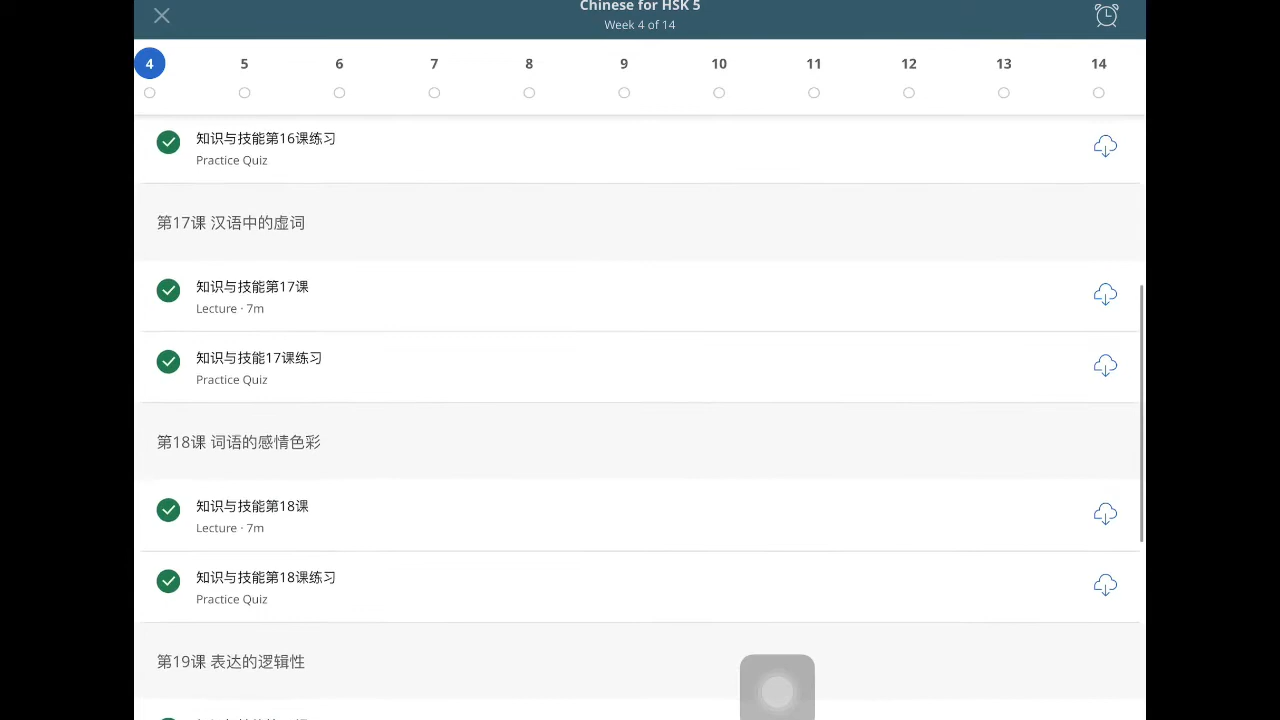 Chinese for HSK 5
Week 4 of 14
4 5 6 7 8 9 10 11 12 13 14
知识与技能第16课练习
Practice Quiz
第17课 汉语中的虚词
知识与技能第17课
Lecture · 7m
知识与技能17课练习
Practice Quiz
第18课 词语的感情色彩
知识与技能第18课
Lecture · 7m
知识与技能第18课练习
Practice Quiz
第19课 表达的逻辑性